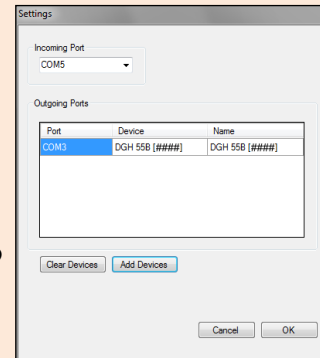 Settings
Incoming Port
COM5
Outgoing Ports
Port Device Name
COM3 DGH 55B [####] DGH 55B [####]
Clear Devices Add Devices
Cancel OK